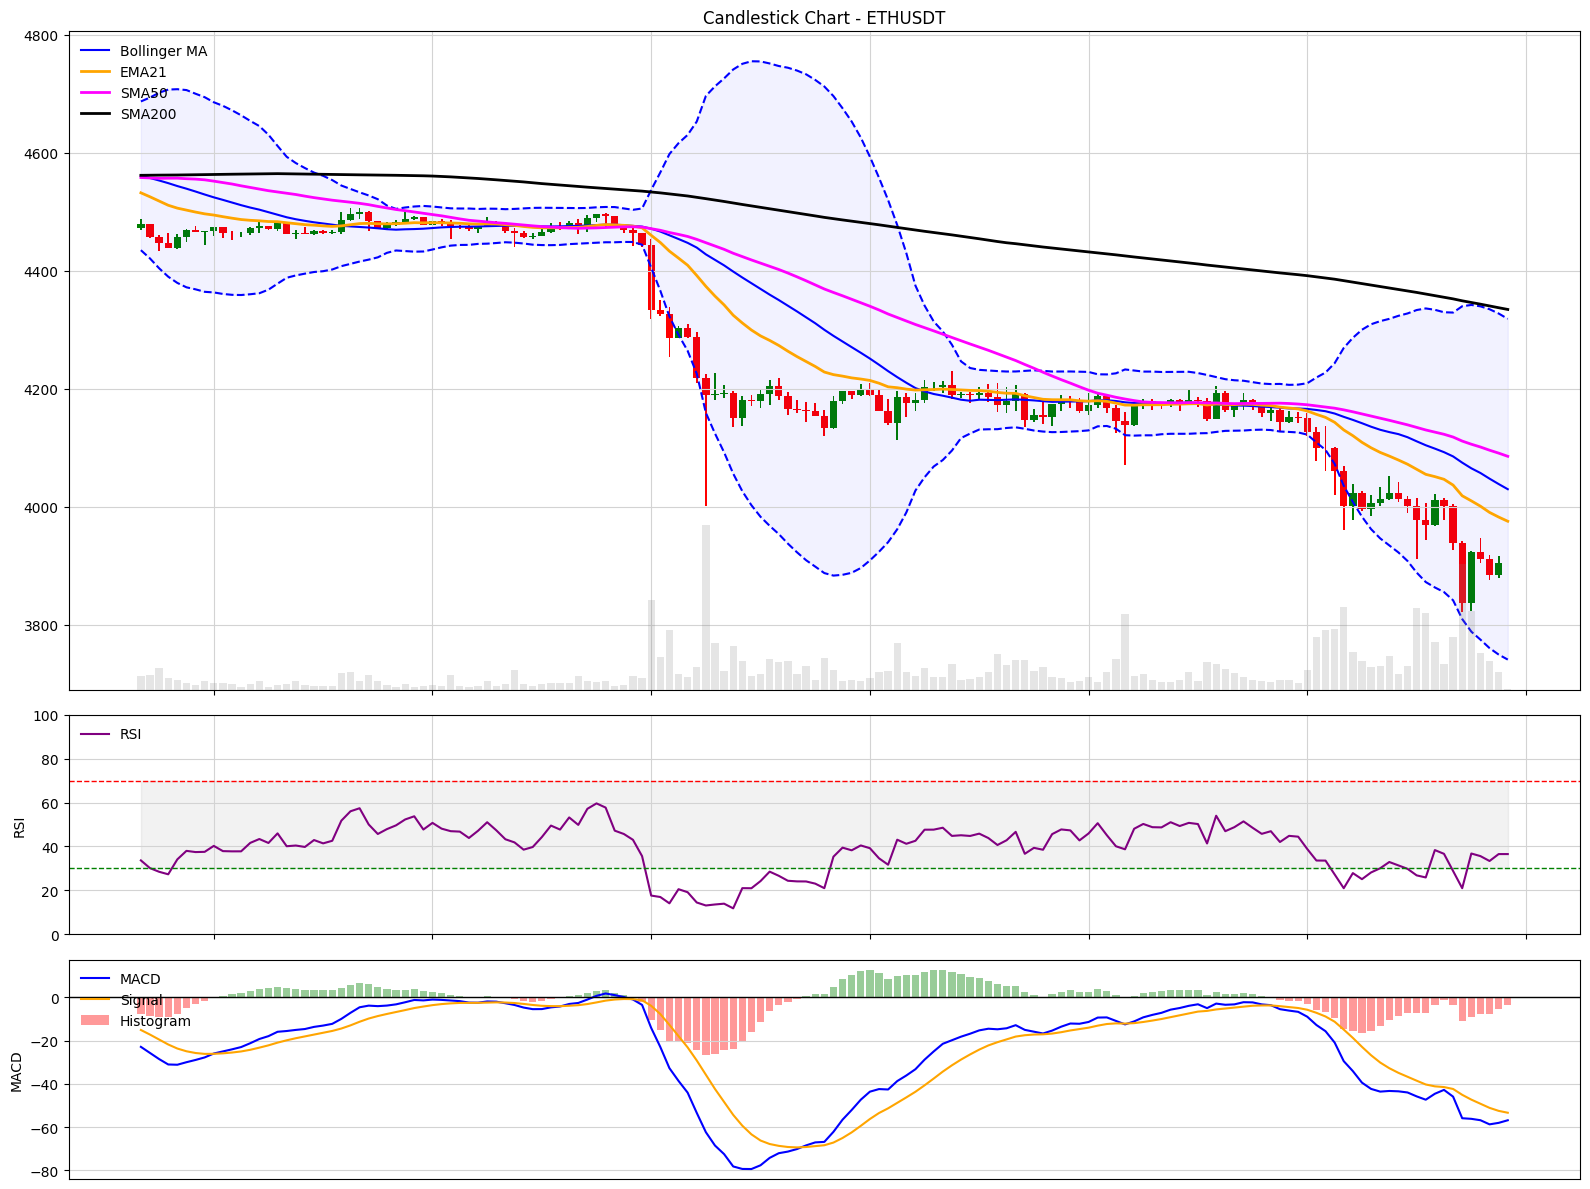 Candlestick Chart - ETHUSDT
4800
4600
4400
4200
4000
3800
Bollinger MA
EMA21
SMA50
SMA200
100
80
60
40
20
0
RSI
RSI
0
−20
−40
−60
−80
MACD
MACD
Signal
Histogram